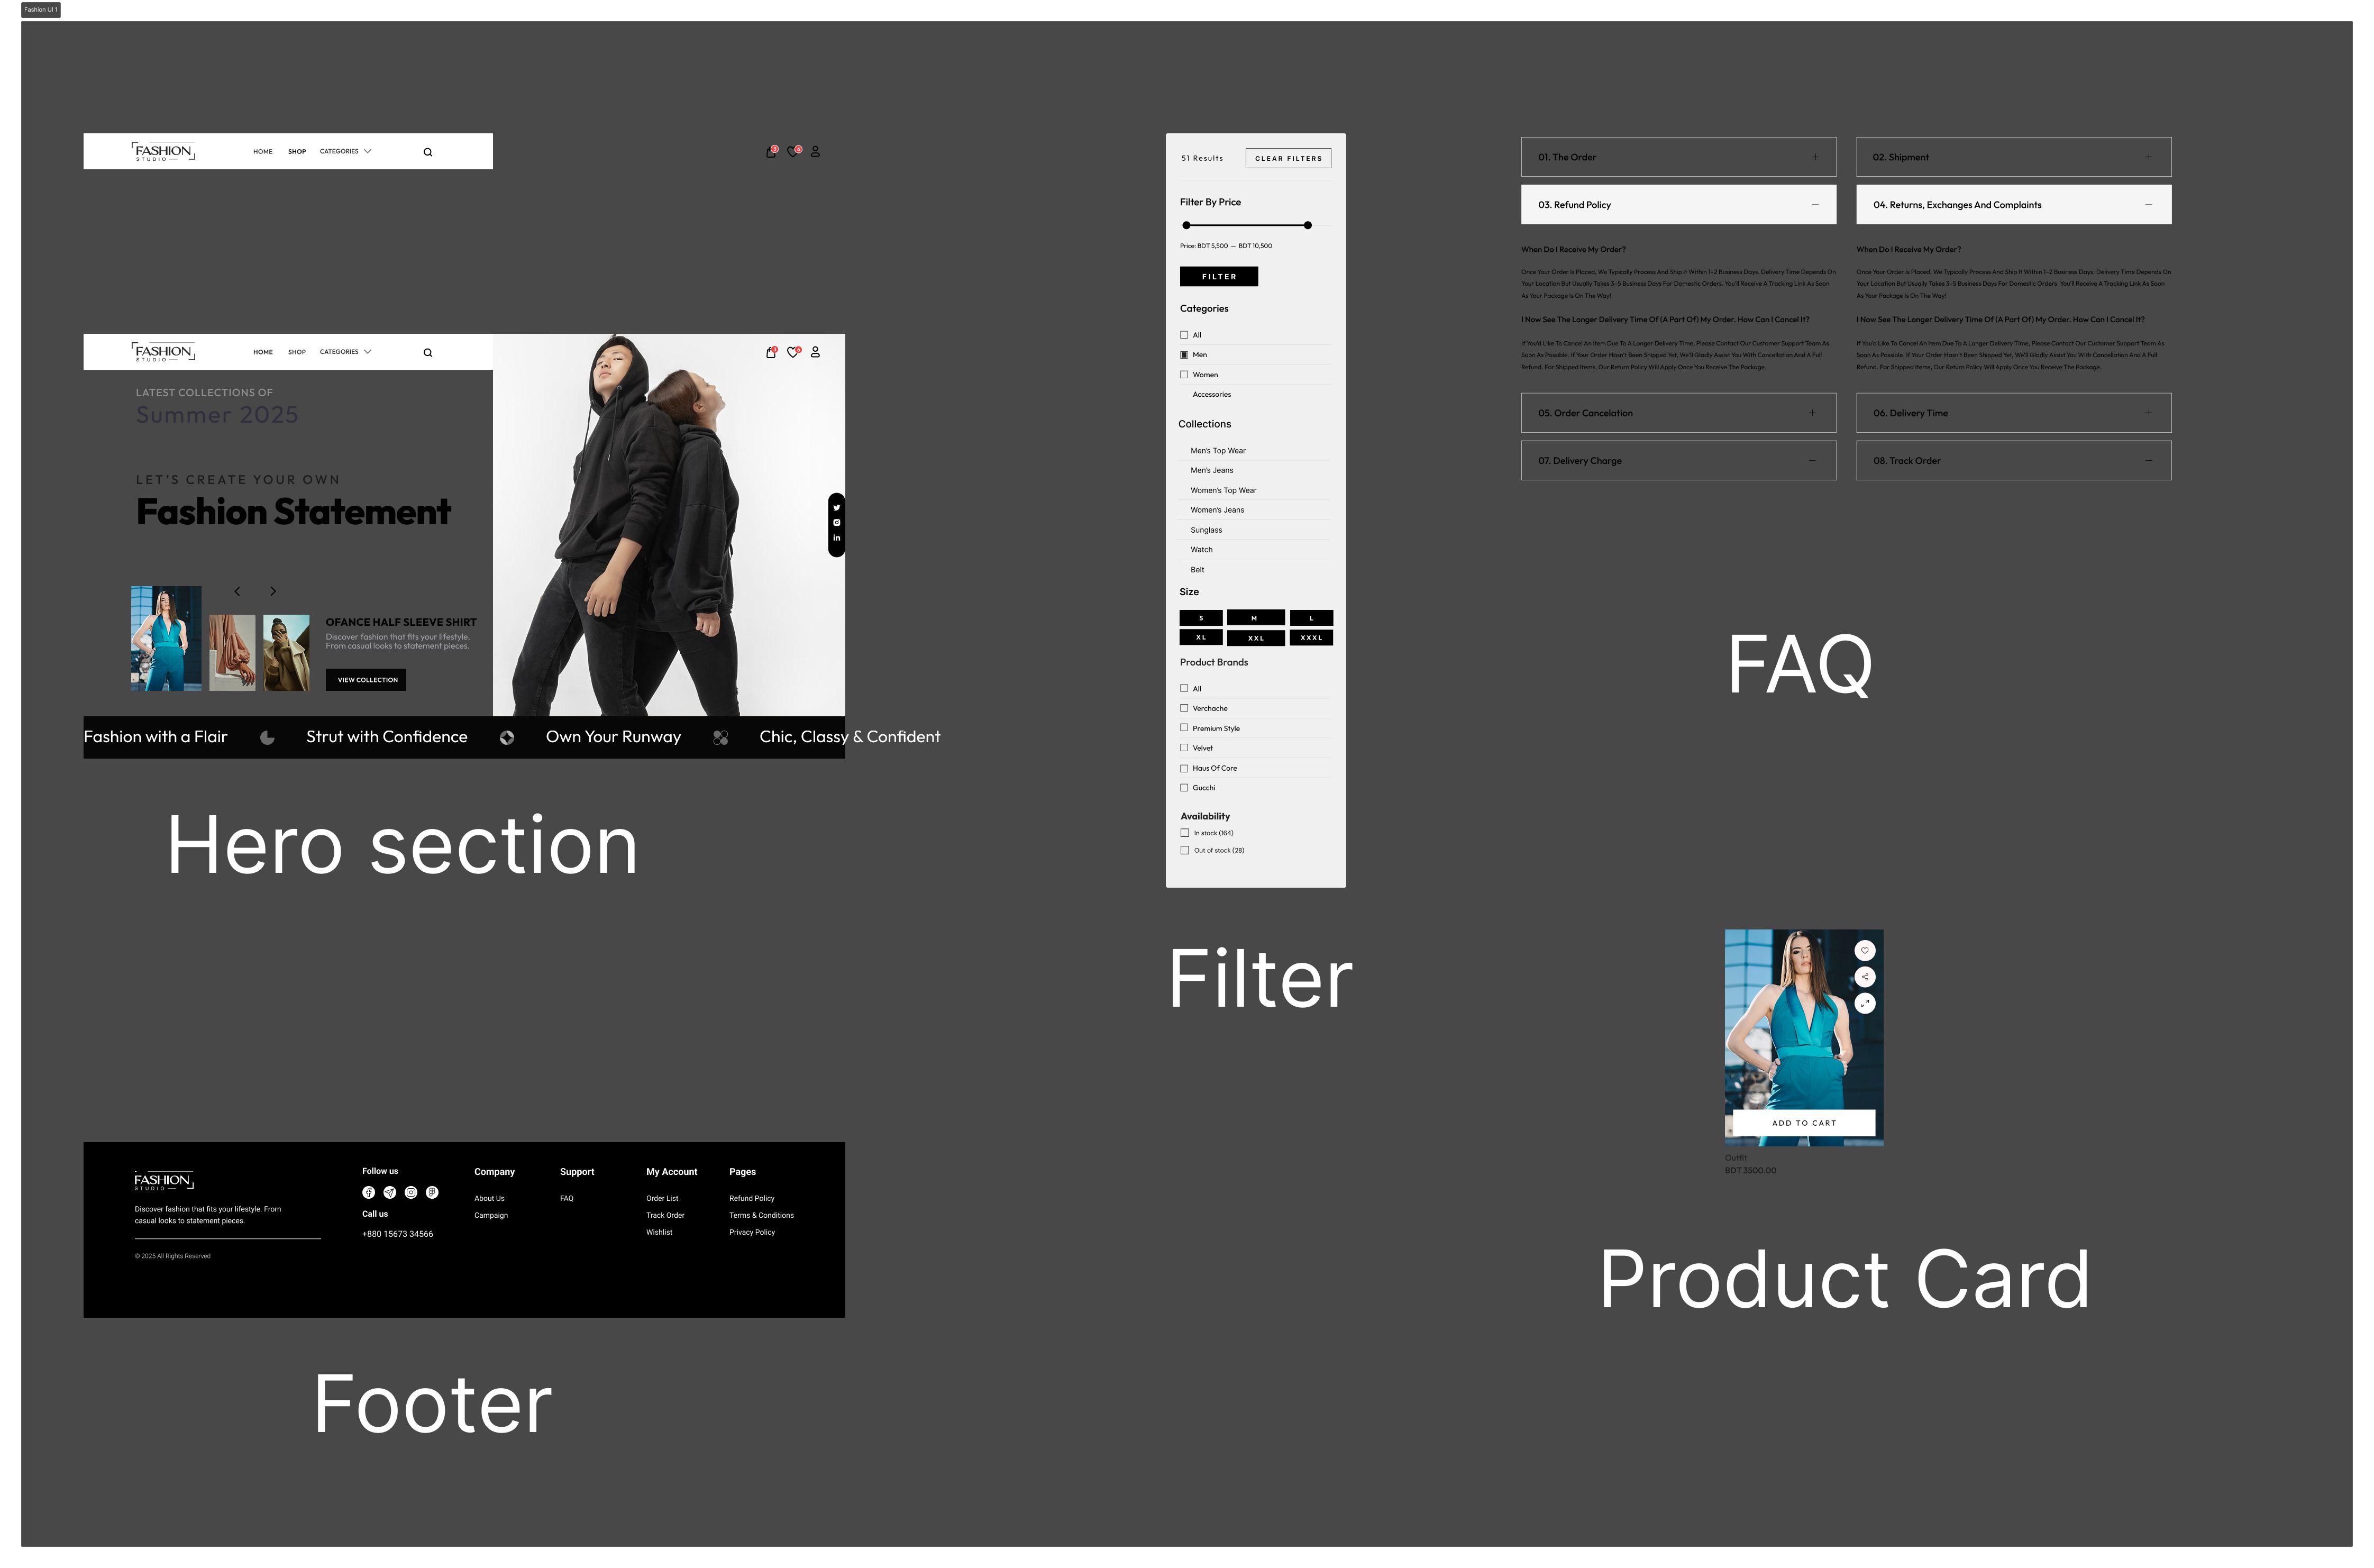 Fashion UI 1
FASHION
STUDIO
HOME
SHOP
CATEGORIES
FASHION
STUDIO
HOME
SHOP
CATEGORIES
LATEST COLLECTIONS OF
Summer 2025
LET'S CREATE YOUR OWN
Fashion Statement
OFANCE HALF SLEEVE SHIRT
Discover fashion that fits your lifestyle.
From casual looks to statement pieces.
VIEW COLLECTION
Fashion with a Flair
Strut with Confidence
Own Your Runway
Chic, Classy & Confident
Hero section
FASHION
STUDIO
Discover fashion that fits your lifestyle. From
casual looks to statement pieces.
© 2025 All Rights Reserved
Follow us
Call us
+880 15673 34566
Company
About Us
Campaign
Support
FAQ
My Account
Order List
Track Order
Wishlist
Pages
Refund Policy
Terms & Conditions
Privacy Policy
Footer
51 Results
CLEAR FILTERS
Filter By Price
Price: BDT 5,500 — BDT 10,500
FILTER
Categories
All
Men
Women
Accessories
Collections
Men's Top Wear
Men's Jeans
Women's Top Wear
Women's Jeans
Sunglass
Watch
Belt
Size
S
M
L
XL
XXL
XXXL
Product Brands
All
Verchache
Premium Style
Velvet
Haus Of Core
Gucchi
Availability
In stock (164)
Out of stock (28)
Filter
01. The Order
02. Shipment
03. Refund Policy
04. Returns, Exchanges And Complaints
When Do I Receive My Order?
Once Your Order Is Placed, We Typically Process And Ship It Within 1–2 Business Days. Delivery Time Depends On
Your Location But Usually Takes 3–5 Business Days For Domestic Orders. You'll Receive A Tracking Link As Soon
As Your Package Is On The Way!
I Now See The Longer Delivery Time Of (A Part Of) My Order. How Can I Cancel It?
If You'd Like To Cancel An Item Due To A Longer Delivery Time, Please Contact Our Customer Support Team As
Soon As Possible. If Your Order Hasn't Been Shipped Yet, We'll Gladly Assist You With Cancellation And A Full
Refund. For Shipped Items, Our Return Policy Will Apply Once You Receive The Package.
When Do I Receive My Order?
Once Your Order Is Placed, We Typically Process And Ship It Within 1–2 Business Days. Delivery Time Depends On
Your Location But Usually Takes 3–5 Business Days For Domestic Orders. You'll Receive A Tracking Link As Soon
As Your Package Is On The Way!
I Now See The Longer Delivery Time Of (A Part Of) My Order. How Can I Cancel It?
If You'd Like To Cancel An Item Due To A Longer Delivery Time, Please Contact Our Customer Support Team As
Soon As Possible. If Your Order Hasn't Been Shipped Yet, We'll Gladly Assist You With Cancellation And A Full
Refund. For Shipped Items, Our Return Policy Will Apply Once You Receive The Package.
05. Order Cancelation
06. Delivery Time
07. Delivery Charge
08. Track Order
FAQ
ADD TO CART
Outfit
BDT 3500.00
Product Card